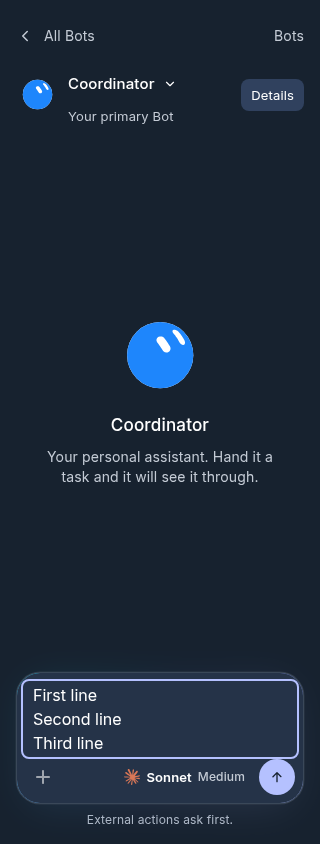 All Bots
Bots
Coordinator
Your primary Bot
Details
Coordinator
Your personal assistant. Hand it a
task and it will see it through.
First line
Second line
Third line
Sonnet Medium
External actions ask first.